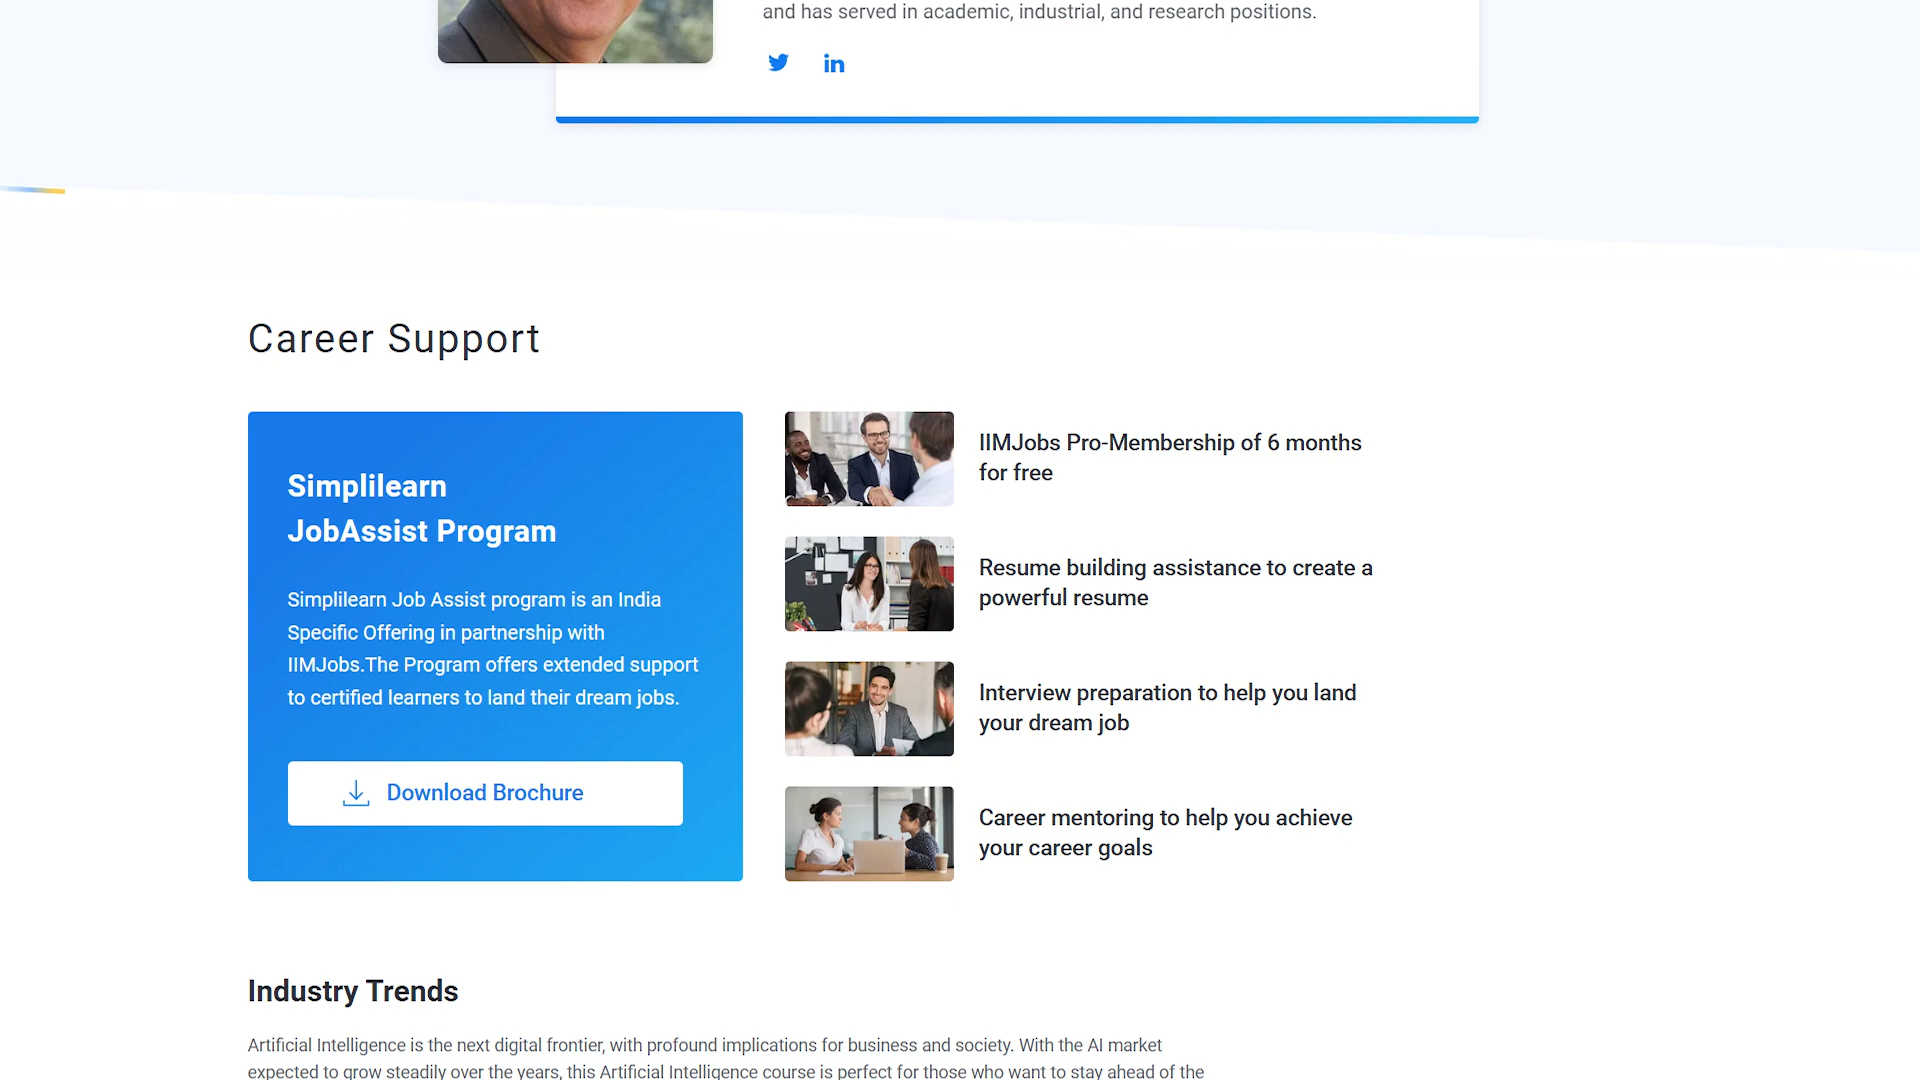 and has served in academic, industrial, and research positions.
Career Support
Simplilearn
JobAssist Program
Simplilearn Job Assist program is an India
Specific Offering in partnership with
IIMJobs.The Program offers extended support
to certified learners to land their dream jobs.
Download Brochure
IIMJobs Pro-Membership of 6 months
for free
Resume building assistance to create a
powerful resume
Interview preparation to help you land
your dream job
Career mentoring to help you achieve
your career goals
Industry Trends
Artificial Intelligence is the next digital frontier, with profound implications for business and society. With the AI market
expected to grow steadily over the years, this Artificial Intelligence course is perfect for those who want to stay ahead of the